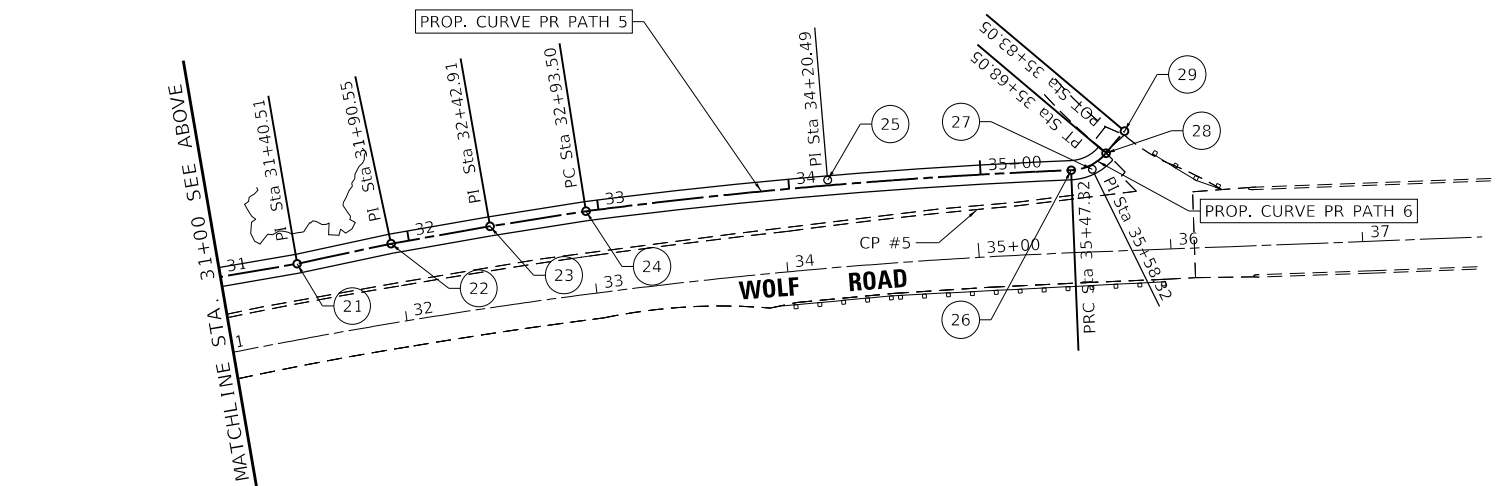 PROP. CURVE PR PATH 5
MATCHLINE STA. 31+00 SEE ABOVE
PI Sta 31+40.51
PI Sta 31+90.55
PI Sta 32+42.91
PC Sta 32+93.50
PI Sta 34+20.49
PT Sta 35+68.05
POT Sta 35+83.05
29
28
27
25
31
32
33
34
35+00
PROP. CURVE PR PATH 6
PI Sta 35+58.32
PRC Sta 35+47.32
CP #5
21
22
23
24
26
1
32
33
34
35+00
36
37
WOLF ROAD